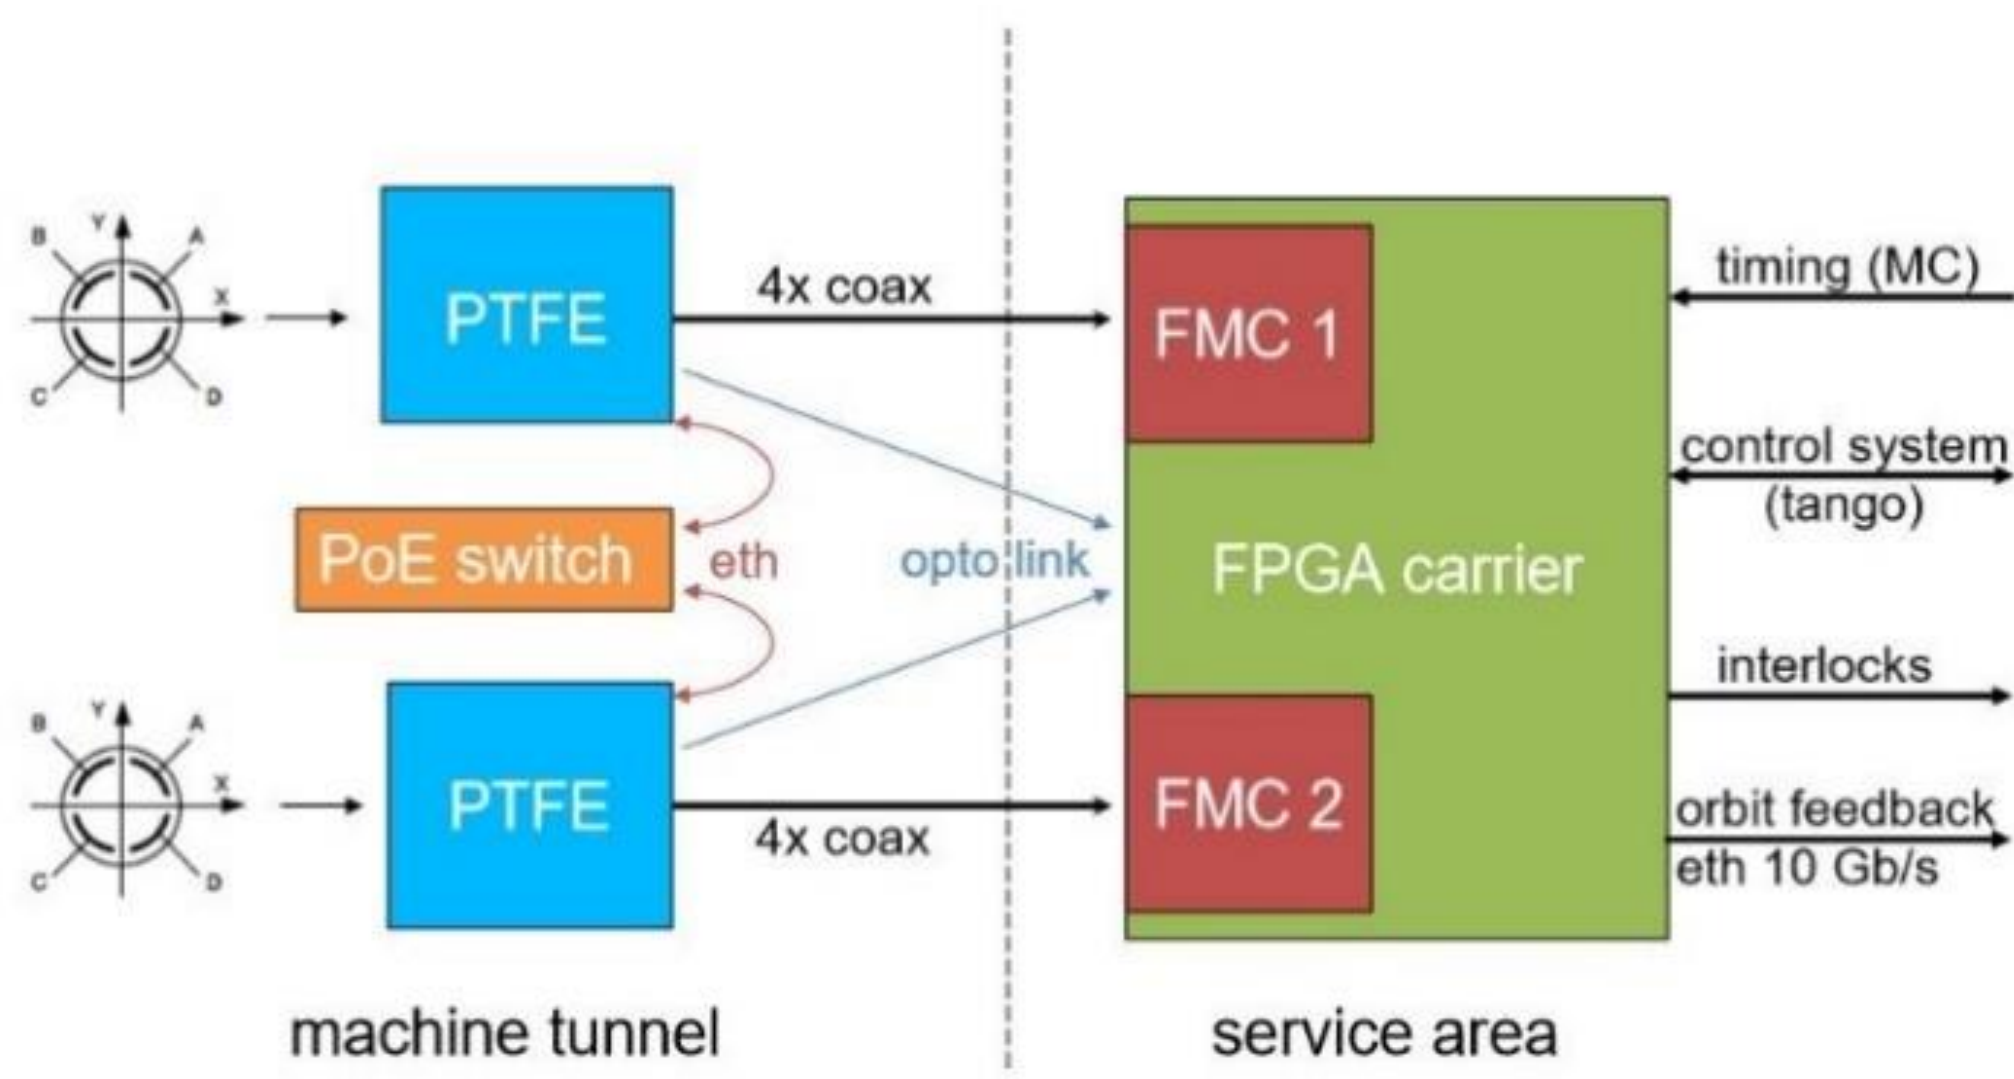 B Y A
X
C D
PTFE
4x coax
FMC 1
timing (MC)
control system
(tango)
PoE switch
eth
opto link
FPGA carrier
interlocks
B Y A
X
C D
PTFE
4x coax
FMC 2
orbit feedback
eth 10 Gb/s
machine tunnel
service area